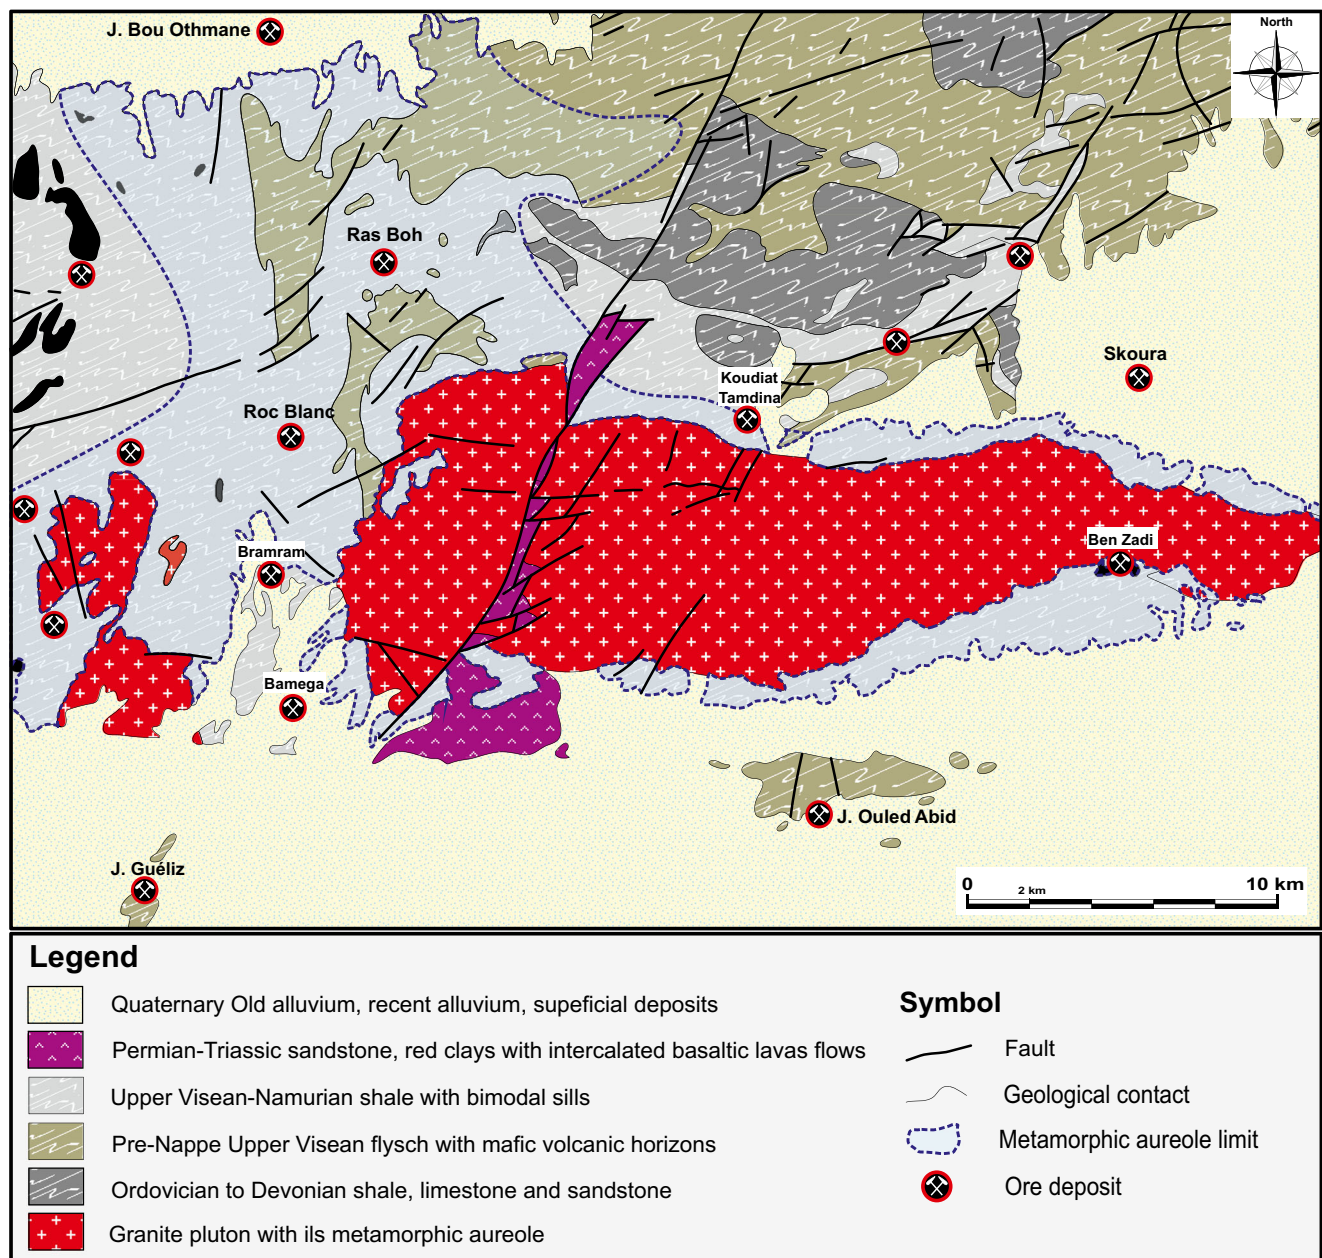 J. Bou Othmane
North
Ras Boh
Skoura
Koudiat
Tamdina
Roc Blanc
Ben Zadi
Bramram
Bamega
J. Ouled Abid
J. Guéliz
0 2 km 10 km
Legend
Quaternary Old alluvium, recent alluvium, supeficial deposits
Permian-Triassic sandstone, red clays with intercalated basaltic lavas flows
Upper Visean-Namurian shale with bimodal sills
Pre-Nappe Upper Visean flysch with mafic volcanic horizons
Ordovician to Devonian shale, limestone and sandstone
Granite pluton with ils metamorphic aureole
Symbol
Fault
Geological contact
Metamorphic aureole limit
Ore deposit